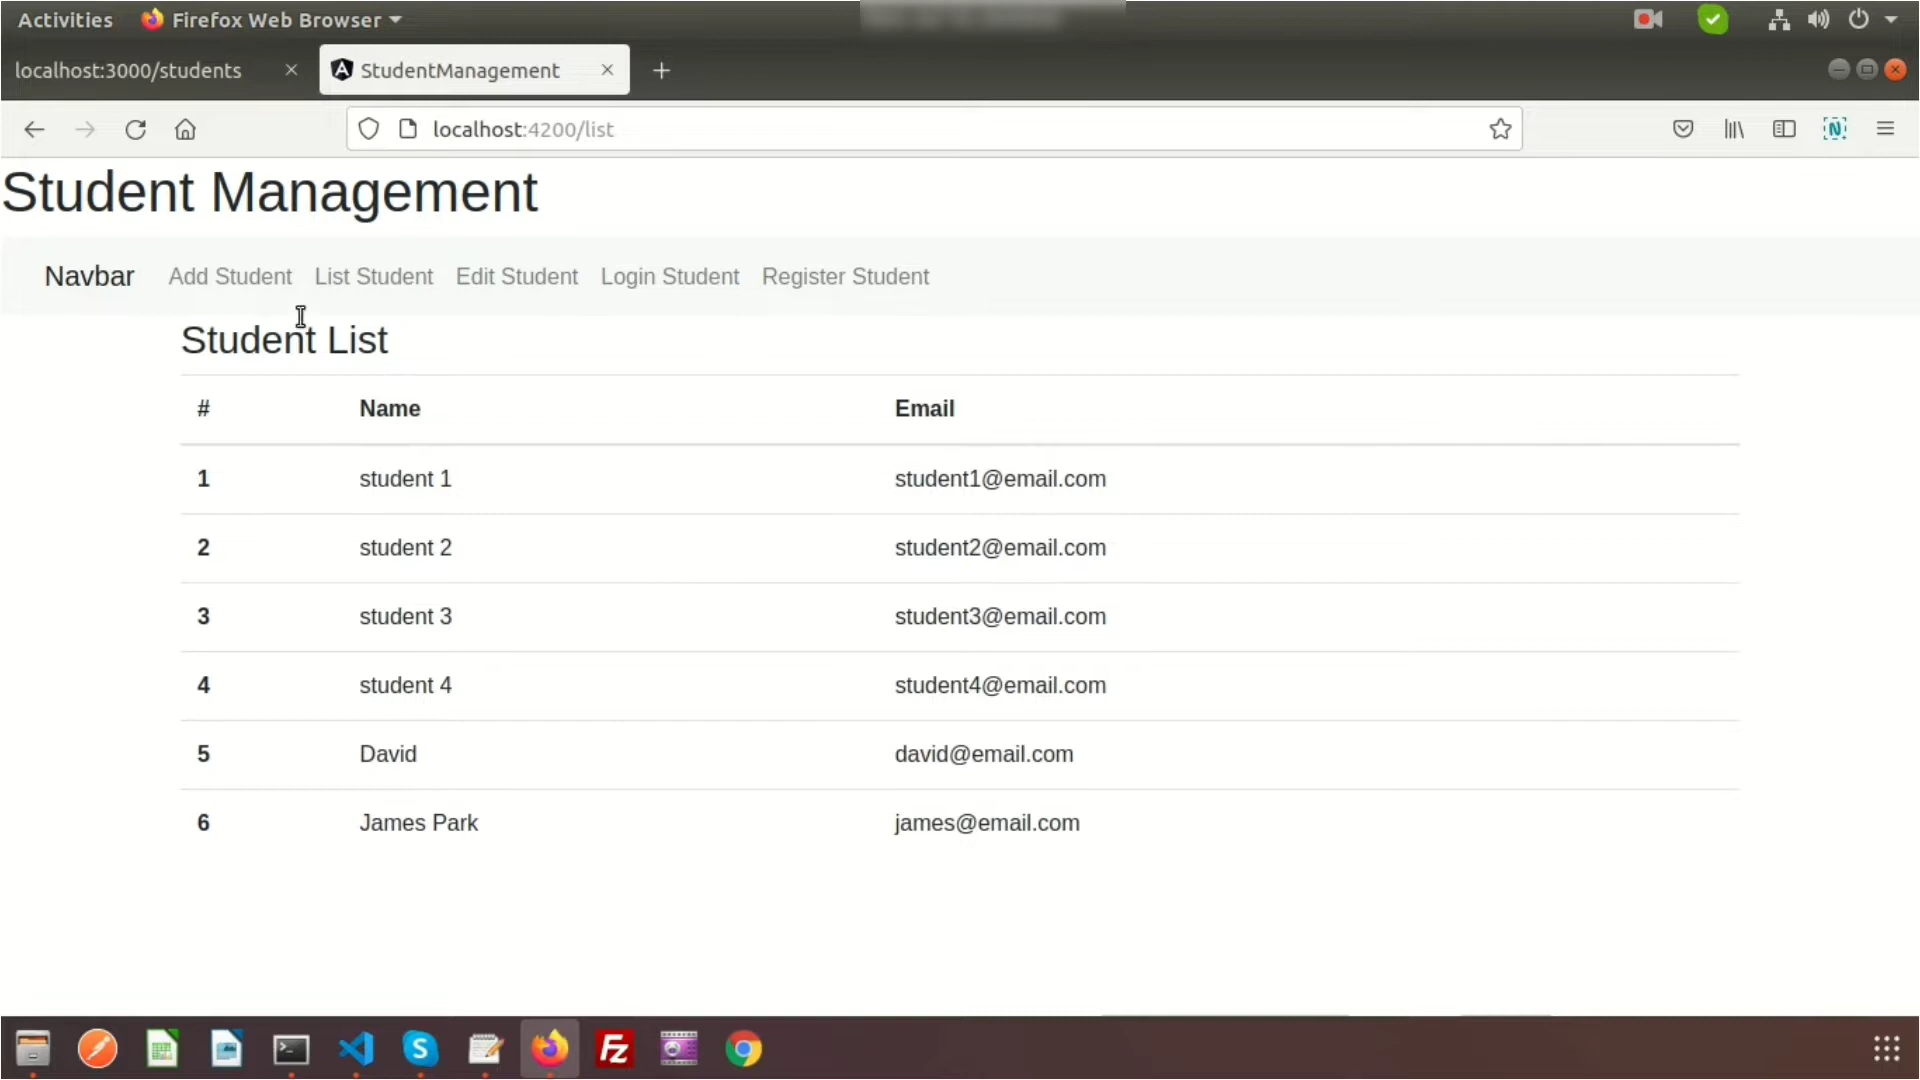 Activities Firefox Web Browser
localhost:3000/students StudentManagement
localhost:4200/list
Student Management
Navbar Add Student List Student Edit Student Login Student Register Student
Student List
# Name Email
1 student 1 student1@email.com
2 student 2 student2@email.com
3 student 3 student3@email.com
4 student 4 student4@email.com
5 David david@email.com
6 James Park james@email.com